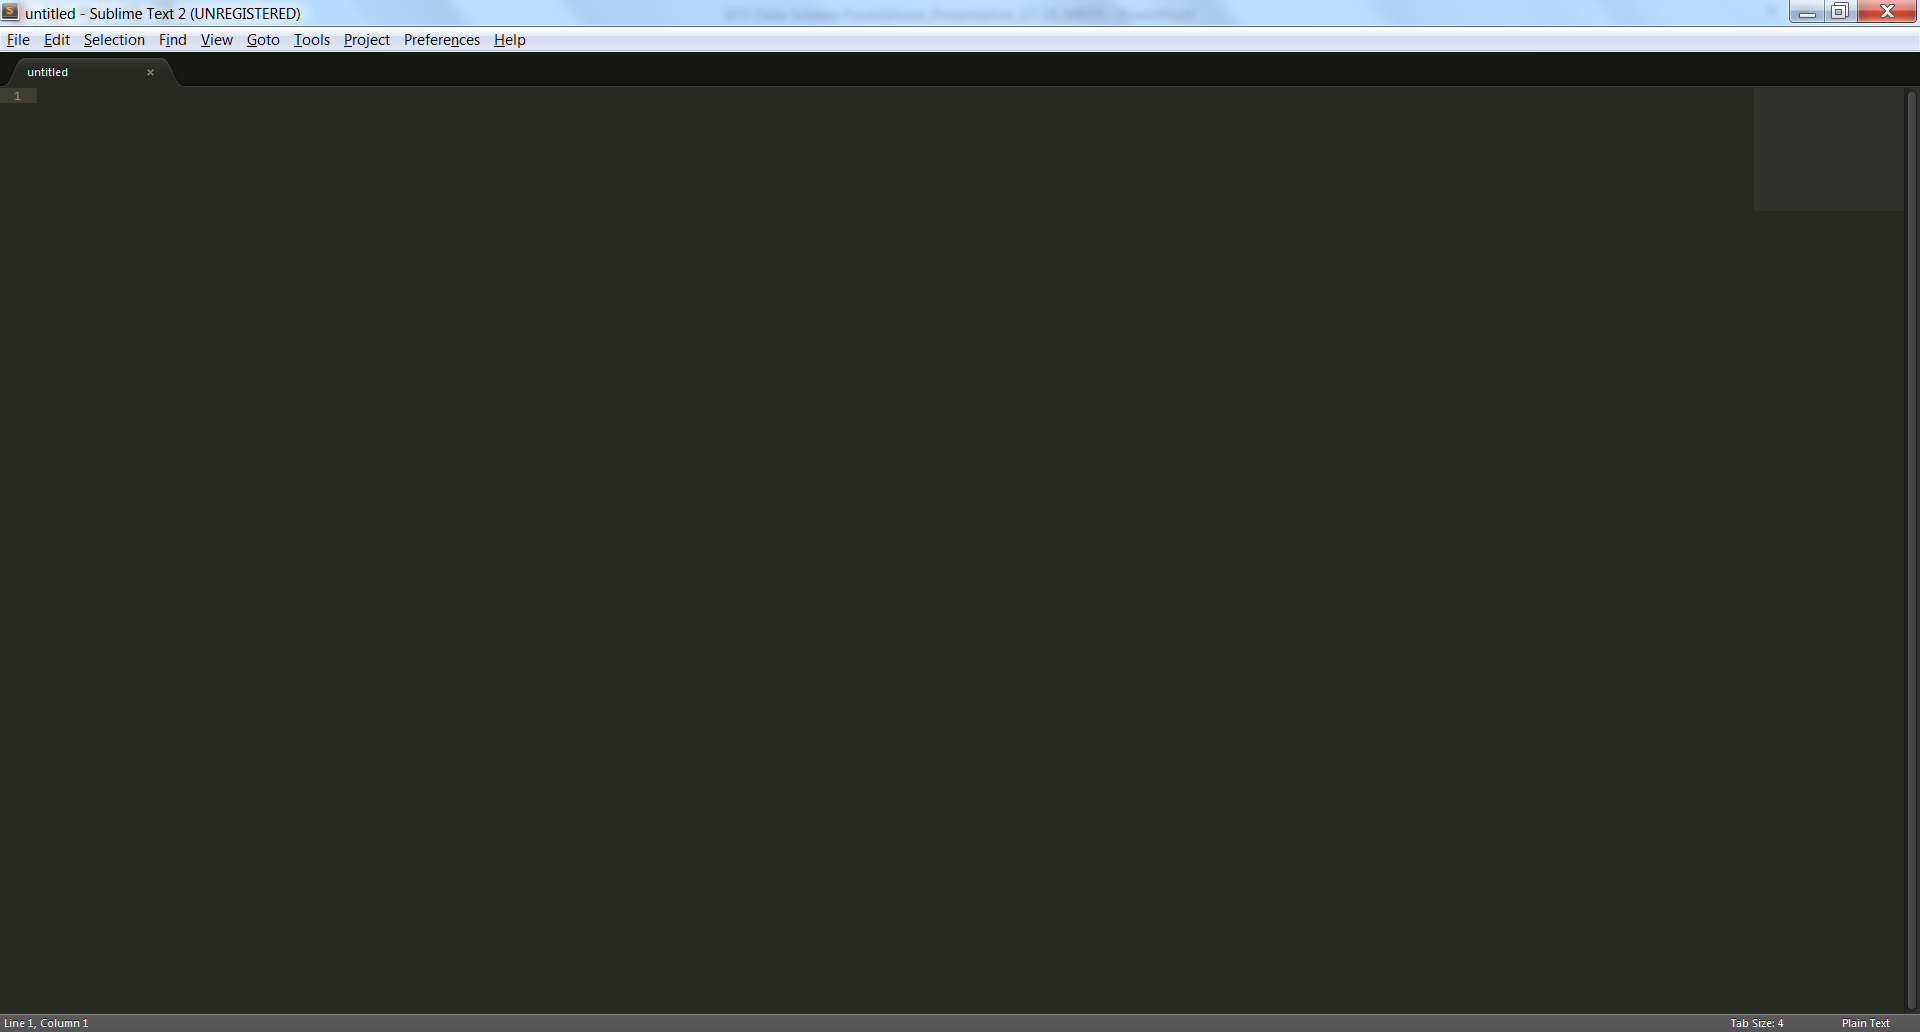 untitled - Sublime Text 2 (UNREGISTERED)
File Edit Selection Find View Goto Tools Project Preferences Help
untitled
1
Line 1, Column 1 Tab Size: 4 Plain Text